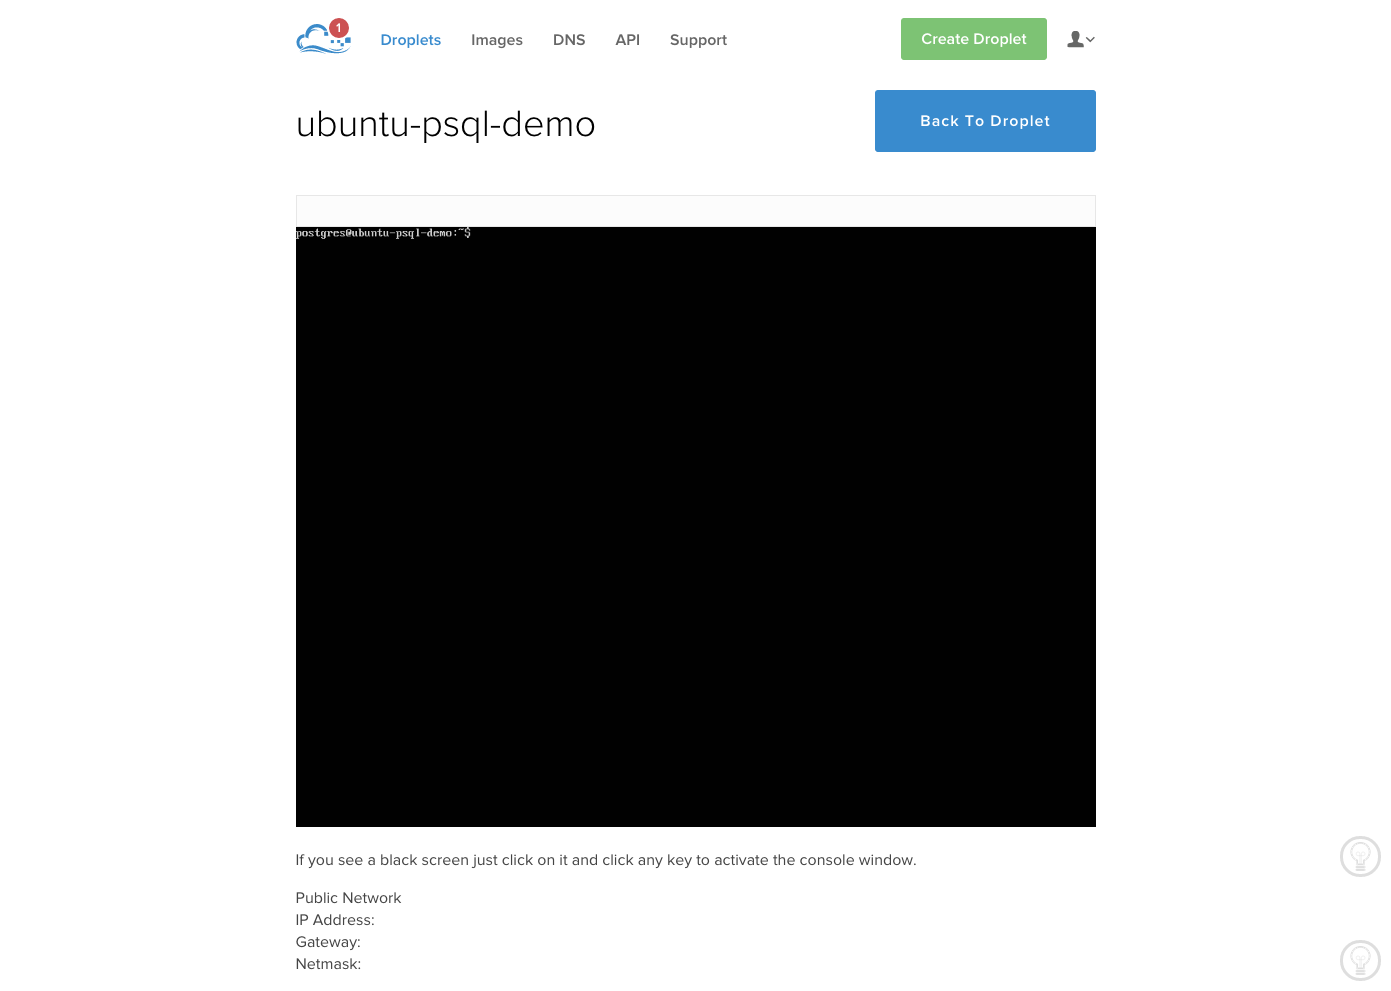 1
Droplets Images DNS API Support Create Droplet
ubuntu-psql-demo
Back To Droplet
postgres@ubuntu-psql-demo:~$
If you see a black screen just click on it and click any key to activate the console window.
Public Network
IP Address:
Gateway:
Netmask: